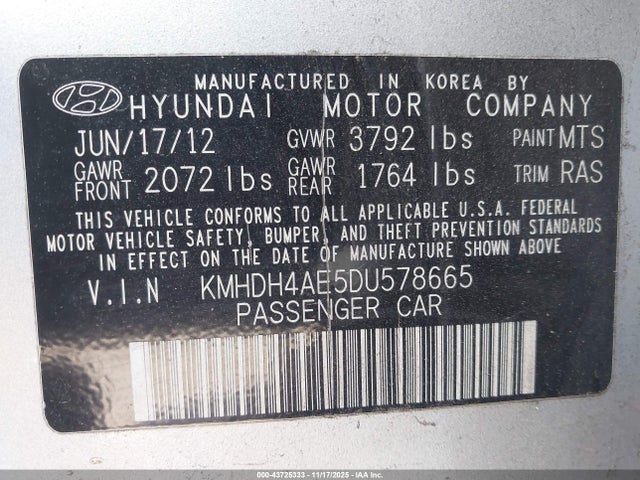 MANUFACTURED IN KOREA BY
HYUNDAI MOTOR COMPANY
JUN/17/12 GVWR 3792 lbs PAINT MTS
GAWR FRONT 2072 lbs GAWR REAR 1764 lbs TRIM RAS
THIS VEHICLE CONFORMS TO ALL APPLICABLE U.S.A. FEDERAL
MOTOR VEHICLE SAFETY, BUMPER, AND THEFT PREVENTION STANDARDS
IN EFFECT ON THE DATE OF MANUFACTURE SHOWN ABOVE
V.I.N KMHDH4AE5DU578665
PASSENGER CAR
000-43725333 - 11/17/2025 - IAA Inc.